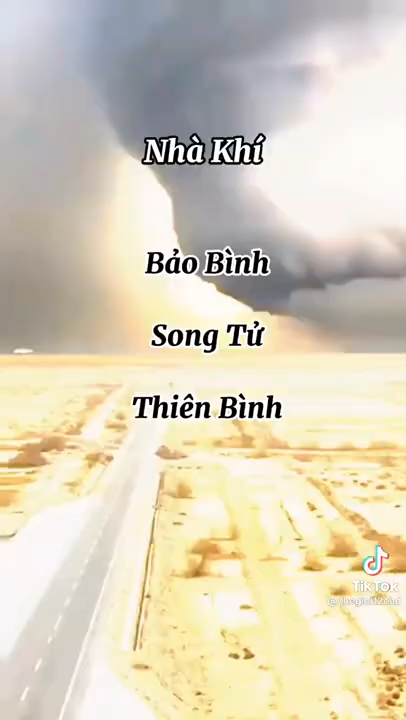 Nhà Khí
Bảo Bình
Song Tử
Thiên Bình
TikTok